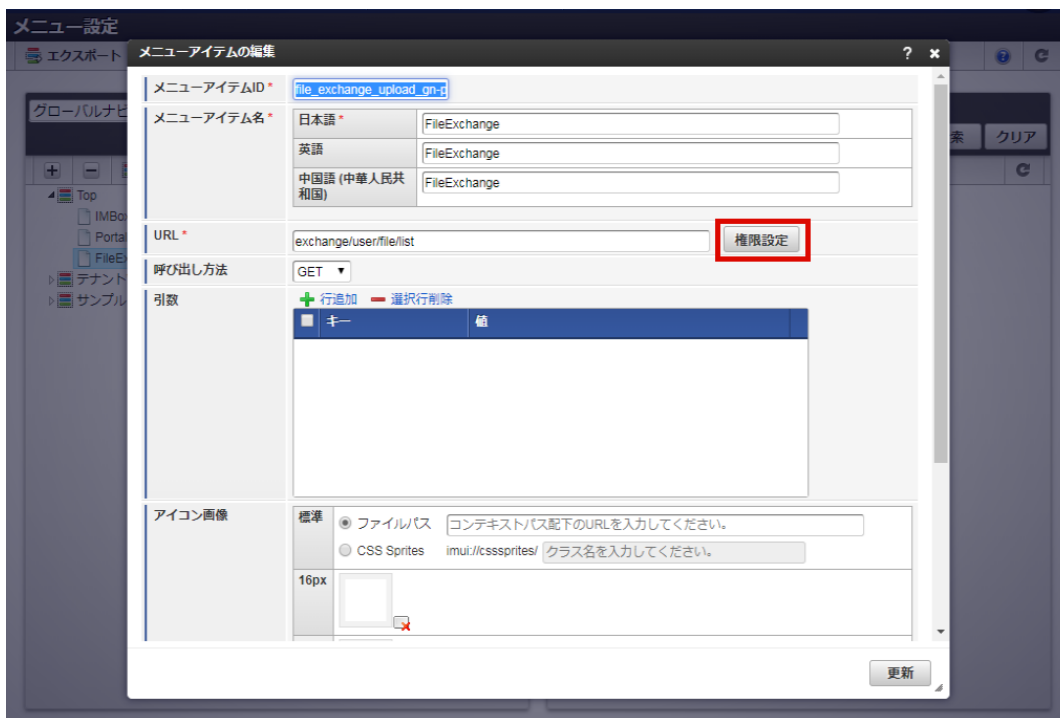 メニュー設定
エクスポート
メニューアイテムの編集
?
グローバルナビ
クリア
Top
テナント
サンプル
メニューアイテムID *
file_exchange_upload_gn-p
メニューアイテム名 *
日本語 *
FileExchange
英語
FileExchange
中国語 (中華人民共
和国)
FileExchange
URL *
exchange/user/file/list
権限設定
呼び出し方法
GET
引数
行追加
選択行削除
キー
値
アイコン画像
標準
ファイルパス
コンテキストパス配下のURLを入力してください。
CSS Sprites
imui://csssprites/
クラス名を入力してください。
16px
更新